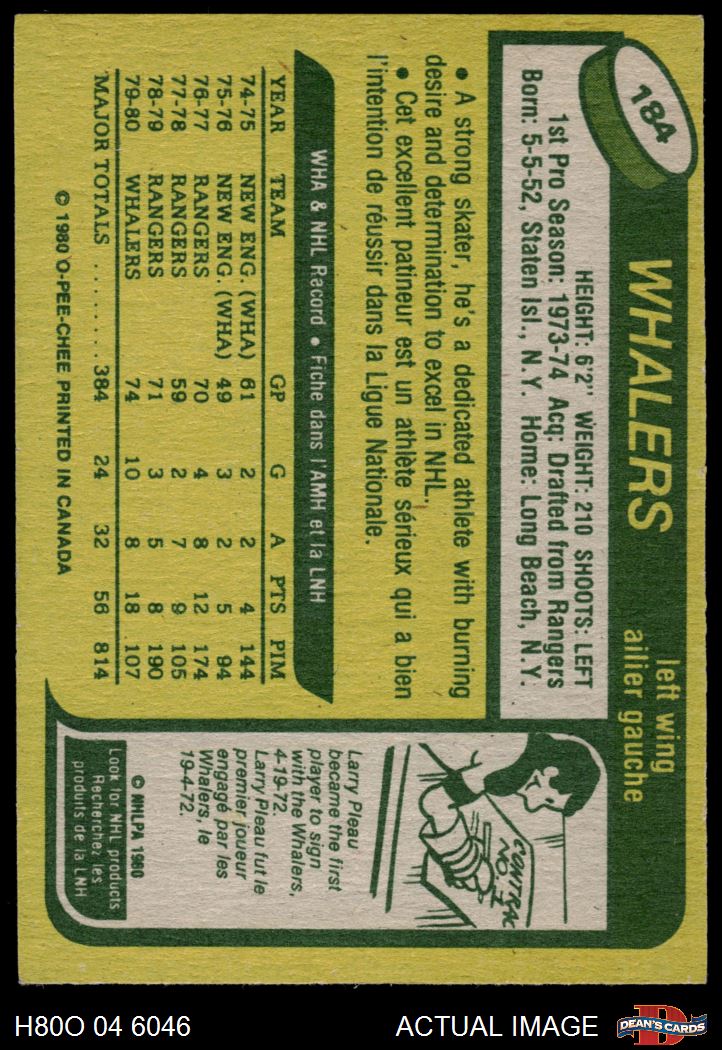 184
WHALERS
left wing
ailier gauche
HEIGHT: 6'2" WEIGHT: 210 SHOOTS: LEFT
1st Pro Season: 1973-74 Acq: Drafted from Rangers
Born: 5-5-52, Staten Isl., N.Y. Home: Long Beach, N.Y.
• A strong skater, he's a dedicated athlete with burning
desire and determination to excel in NHL.
• Cet excellent patineur est un athlète sérieux qui a bien
l'intention de réussir dans la Ligue Nationale.
WHA & NHL Racord • Fiche dans l'AMH et la LNH
YEAR TEAM GP G A PTS PIM
74-75 NEW ENG. (WHA) 61 2 2 4 144
75-76 NEW ENG. (WHA) 49 3 2 5 94
76-77 RANGERS 70 4 8 12 174
77-78 RANGERS 59 2 7 9 105
78-79 RANGERS 71 3 5 8 190
79-80 WHALERS 74 10 8 18 107
MAJOR TOTALS ........ 384 24 32 56 814
© 1980 O-PEE-CHEE PRINTED IN CANADA
CONTRAC
NO. 1
Larry Pleau
became the first
player to sign
with the Whalers,
4-19-72.
Larry Pleau fut le
premier joueur
engagé par les
Whalers, le
19-4-72.
© NHLPA 1980
Look for NHL products
Recherchez les
produits de la LNH
H80O 04 6046
ACTUAL IMAGE
D
DEAN'S CARDS